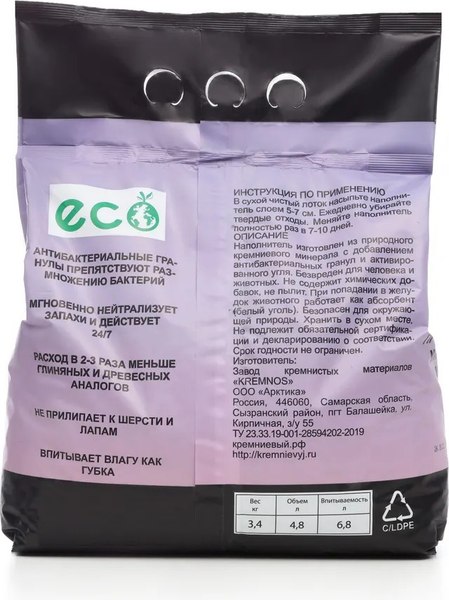 eco
АНТИБАКТЕРИАЛЬНЫЕ ГРА-
НУЛЫ ПРЕПЯТСТВУЮТ РАЗ-
МНОЖЕНИЮ БАКТЕРИЙ
МГНОВЕННО НЕЙТРАЛИЗУЕТ
ЗАПАХИ И ДЕЙСТВУЕТ
24/7
РАСХОД В 2-3 РАЗА МЕНЬШЕ
ГЛИНЯНЫХ И ДРЕВЕСНЫХ
АНАЛОГОВ
НЕ ПРИЛИПАЕТ К ШЕРСТИ И
ЛАПАМ
ВПИТЫВАЕТ ВЛАГУ КАК
ГУБКА
ИНСТРУКЦИЯ ПО ПРИМЕНЕНИЮ
В сухой чистый лоток насыпьте наполни-
тель слоем 5-7 см. Ежедневно убирайте
твердые отходы. Меняйте наполнитель
полностью раз в 7-10 дней.
ОПИСАНИЕ
Наполнитель изготовлен из природного
кремниевого минерала с добавлением
антибактериальных гранул и активиро-
ванного угля. Безвреден для человека и
животных. Не содержит химических до-
бавок, не пылит. При попадании в желу-
док животного работает как абсорбент
(белый уголь). Безопасен для окружаю-
щей природы. Хранить в сухом месте.
Не подлежит обязательной сертифика-
ции и декларированию о соответствии.
Срок годности не ограничен.
Изготовитель:
Завод кремнистых материалов
«KREMNOS»
ООО «Арктика»
Россия, 446060, Самарская область,
Сызранский район, пгт Балашейка, ул.
Кирпичная, з/у 55
ТУ 23.33.19-001-28594202-2019
кремниевый.рф
http://kremnievyj.ru
Вес кг Объем л Впитываемость л
3,4 4,8 6,8
C/LDPE